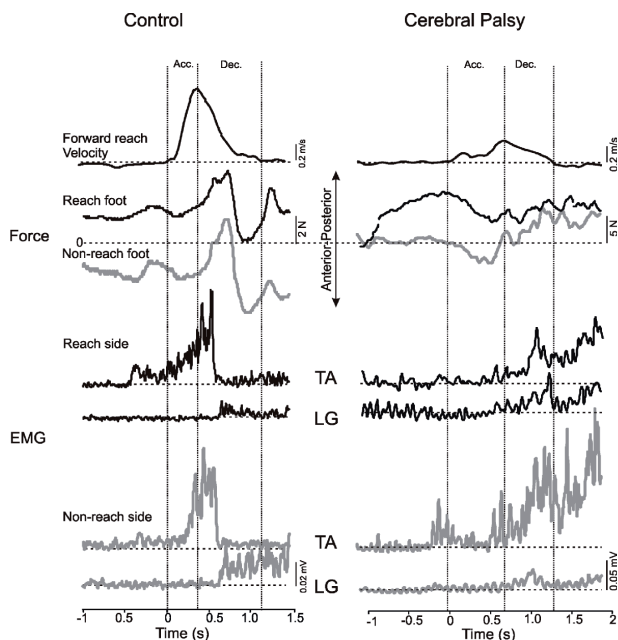 Control
Cerebral Palsy
Acc.
Dec.
Acc.
Dec.
Forward reach
Velocity
0.2 m/s
0.2 m/s
Reach foot
2 N
5 N
Force
0
Non-reach foot
Anterior-Posterior
Reach side
TA
LG
EMG
Non-reach side
TA
0.02 mV
0.05 mV
LG
-1 0.5 0 0.5 1.0 1.5
-1 -0.5 0 0.5 1 1.5 2
Time (s)
Time (s)